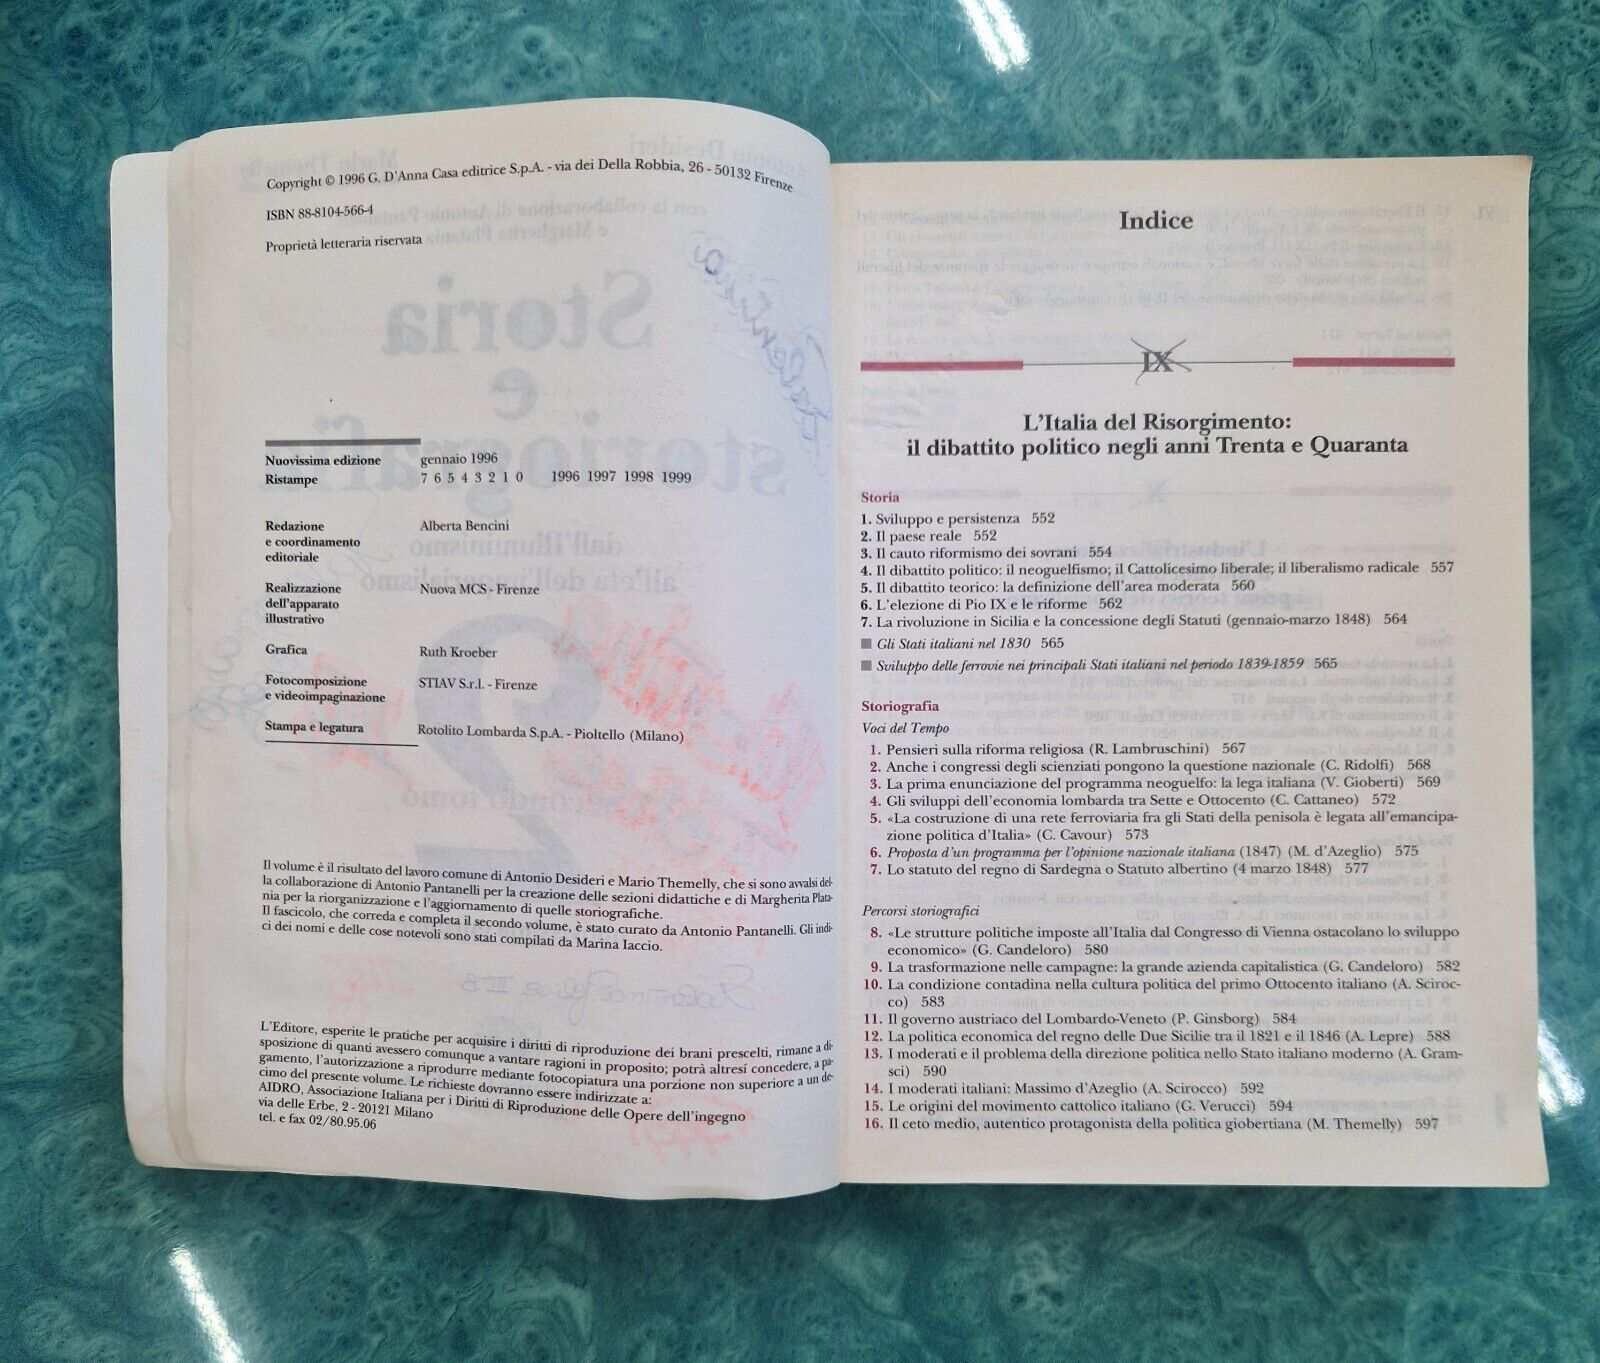 Copyright © 1996 G. D'Anna Casa editrice S.p.A. - via dei Della Robbia, 26 - 50132 Firenze
ISBN 88-8104-566-4
Proprietà letteraria riservata
Nuovissima edizione gennaio 1996
Ristampe 7 6 5 4 3 2 1 0 1996 1997 1998 1999
Redazione Alberta Bencini
e coordinamento
editoriale
Realizzazione Nuova MCS - Firenze
dell'apparato
illustrativo
Grafica Ruth Kroeber
Fotocomposizione STIAV S.r.l. - Firenze
e videoimpaginazione
Stampa e legatura Rotolito Lombarda S.p.A. - Pioltello (Milano)
Il volume è il risultato del lavoro comune di Antonio Desideri e Mario Themelly, che si sono avvalsi del-
la collaborazione di Antonio Pantanelli per la creazione delle sezioni didattiche e di Margherita Plata-
nia per la riorganizzazione e l'aggiornamento di quelle storiografiche.
Il fascicolo, che correda e completa il secondo volume, è stato curato da Antonio Pantanelli. Gli indi-
ci dei nomi e delle cose notevoli sono stati compilati da Marina Iaccio.
L'Editore, esperite le pratiche per acquisire i diritti di riproduzione dei brani prescelti, rimane a di-
sposizione di quanti avessero comunque a vantare ragioni in proposito; potrà altresí concedere, a pa-
gamento, l'autorizzazione a riprodurre mediante fotocopiatura una porzione non superiore a un de-
cimo del presente volume. Le richieste dovranno essere indirizzate a:
AIDRO, Associazione Italiana per i Diritti di Riproduzione delle Opere dell'ingegno
via delle Erbe, 2 - 20121 Milano
tel. e fax 02/80.95.06
Indice
IX
L'Italia del Risorgimento:
il dibattito politico negli anni Trenta e Quaranta
Storia
1. Sviluppo e persistenza 552
2. Il paese reale 552
3. Il cauto riformismo dei sovrani 554
4. Il dibattito politico: il neoguelfismo; il Cattolicesimo liberale; il liberalismo radicale 557
5. Il dibattito teorico: la definizione dell'area moderata 560
6. L'elezione di Pio IX e le riforme 562
7. La rivoluzione in Sicilia e la concessione degli Statuti (gennaio-marzo 1848) 564
■ Gli Stati italiani nel 1830 565
■ Sviluppo delle ferrovie nei principali Stati italiani nel periodo 1839-1859 565
Storiografia
Voci del Tempo
1. Pensieri sulla riforma religiosa (R. Lambruschini) 567
2. Anche i congressi degli scienziati pongono la questione nazionale (C. Ridolfi) 568
3. La prima enunciazione del programma neoguelfo: la lega italiana (V. Gioberti) 569
4. Gli sviluppi dell'economia lombarda tra Sette e Ottocento (C. Cattaneo) 572
5. «La costruzione di una rete ferroviaria fra gli Stati della penisola è legata all'emancipa-
zione politica d'Italia» (C. Cavour) 573
6. Proposta d'un programma per l'opinione nazionale italiana (1847) (M. d'Azeglio) 575
7. Lo statuto del regno di Sardegna o Statuto albertino (4 marzo 1848) 577
Percorsi storiografici
8. «Le strutture politiche imposte all'Italia dal Congresso di Vienna ostacolano lo sviluppo
economico» (G. Candeloro) 580
9. La trasformazione nelle campagne: la grande azienda capitalistica (G. Candeloro) 582
10. La condizione contadina nella cultura politica del primo Ottocento italiano (A. Sciroc-
co) 583
11. Il governo austriaco del Lombardo-Veneto (P. Ginsborg) 584
12. La politica economica del regno delle Due Sicilie tra il 1821 e il 1846 (A. Lepre) 588
13. I moderati e il problema della direzione politica nello Stato italiano moderno (A. Gram-
sci) 590
14. I moderati italiani: Massimo d'Azeglio (A. Scirocco) 592
15. Le origini del movimento cattolico italiano (G. Verucci) 594
16. Il ceto medio, autentico protagonista della politica giobertiana (M. Themelly) 597